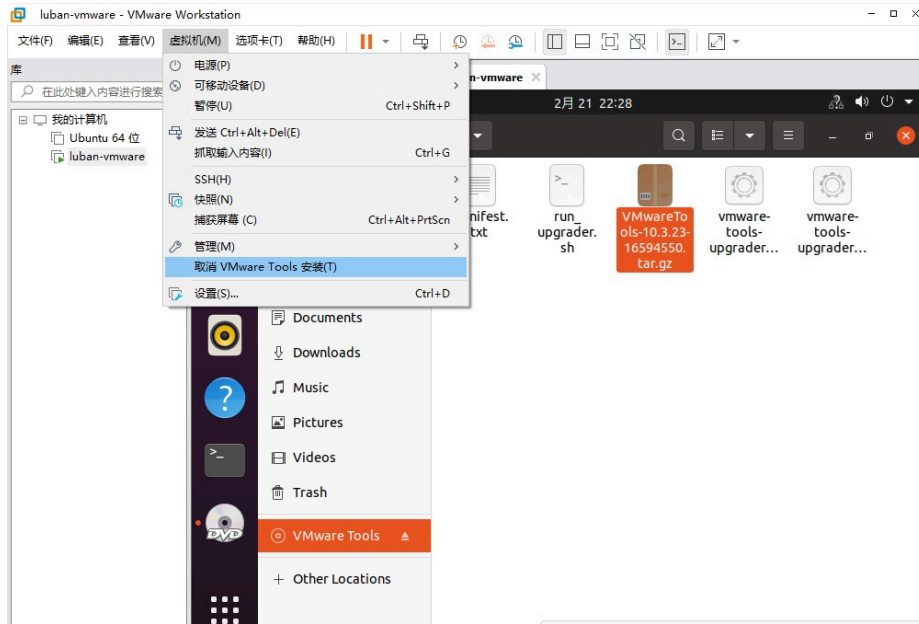 luban-vmware - VMware Workstation
文件(F) 编辑(E) 查看(V) 虚拟机(M) 选项卡(T) 帮助(H)
库
在此处键入内容进行搜索
我的计算机
Ubuntu 64 位
luban-vmware
电源(P)
可移动设备(D)
暂停(U) Ctrl+Shift+P
发送 Ctrl+Alt+Del(E)
抓取输入内容(I) Ctrl+G
SSH(H)
快照(N)
捕获屏幕 (C) Ctrl+Alt+PrtScn
管理(M)
取消 VMware Tools 安装(T)
设置(S)... Ctrl+D
n-vmware
2月 21 22:28
nifest.
txt
run_
upgrader.
sh
VMwareTo
ols-10.3.23-
16594550.
tar.gz
vmware-
tools-
upgrader...
vmware-
tools-
upgrader...
Documents
Downloads
Music
Pictures
Videos
Trash
DVD
VMware Tools
Other Locations